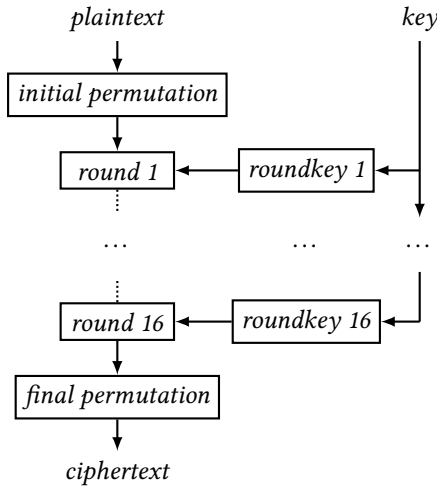 plaintext key
initial permutation
round 1 roundkey 1
... ... ...
round 16 roundkey 16
final permutation
ciphertext